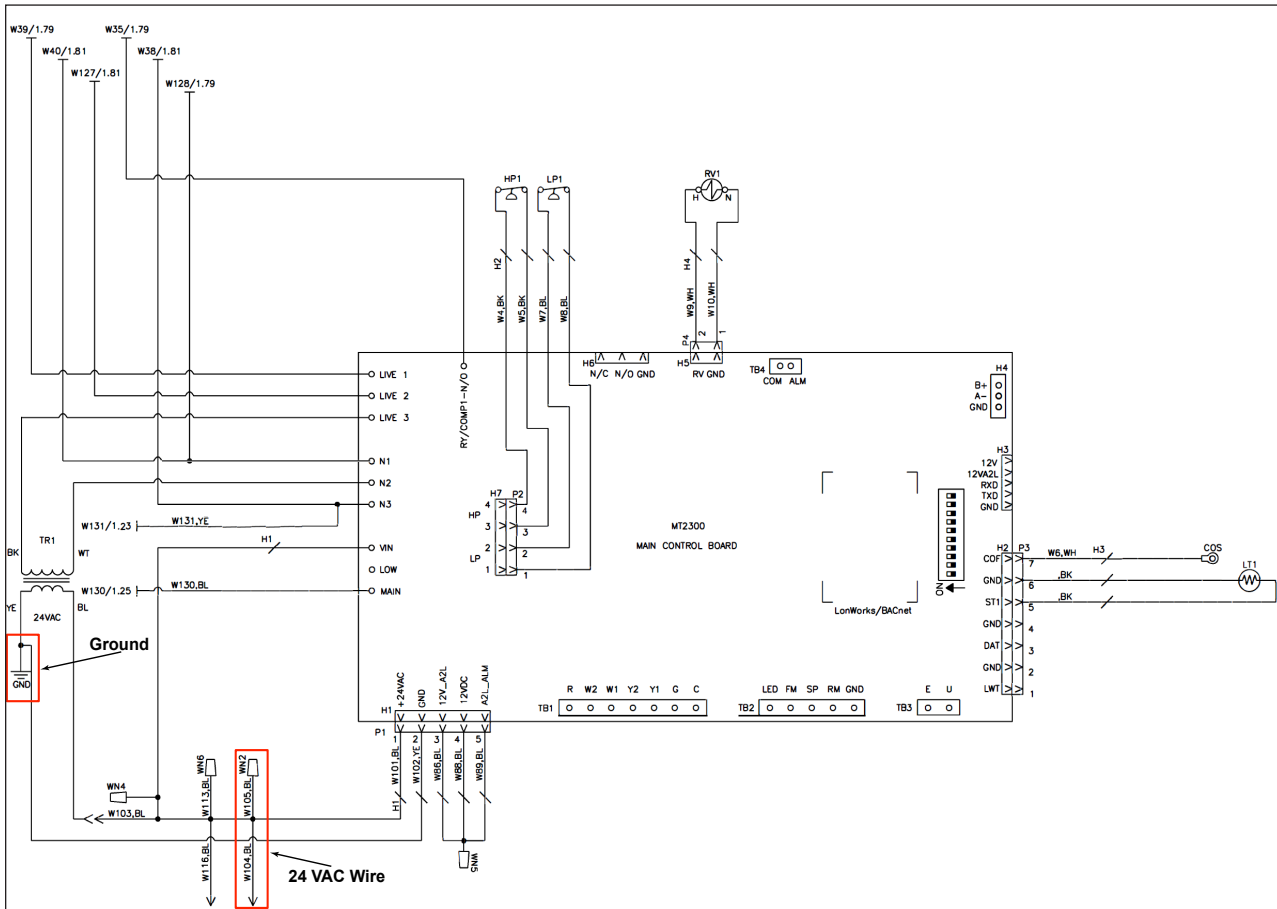 W39/1.79
W35/1.79
W40/1.81
W38/1.81
W127/1.81
W128/1.79
HP1
LP1
RV1
H
N
H2
H4
W4,BK
W5,BK
W7,BL
W8,BL
W9,WH
W10,WH
P4
2
1
H6
N/C
N/O
GND
H5
RV
GND
TB4
COM
ALM
H4
B+
A-
GND
LIVE 1
LIVE 2
LIVE 3
RY/COMP1-N/O
N1
N2
N3
H3
12V
12VA2L
RXD
TXD
GND
H7
P2
HP
4
4
3
3
LP
2
2
1
1
MT2300
MAIN CONTROL BOARD
W131/1.23
W131,YE
H1
VIN
LOW
MAIN
TR1
BK
WT
W130/1.25
W130,BL
YE
BL
24VAC
ON
LonWorks/BACnet
H2
P3
COF
7
GND
6
ST1
5
GND
4
DAT
3
GND
2
LWT
1
W6,WH
H3
COS
,BK
LT1
,BK
Ground
GND
+24VAC
GND
12V_A2L
12VDC
A2L_ALM
H1
P1
1
2
3
4
5
TB1
R
W2
W1
Y2
Y1
G
C
TB2
LED
FM
SP
RM
GND
TB3
E
U
W101,BL
W102,YE
W86,BL
W88,BL
W89,BL
H1
WN6
WN2
WN4
W113,BL
W105,BL
W103,BL
W116,BL
W104,BL
WN5
24 VAC Wire